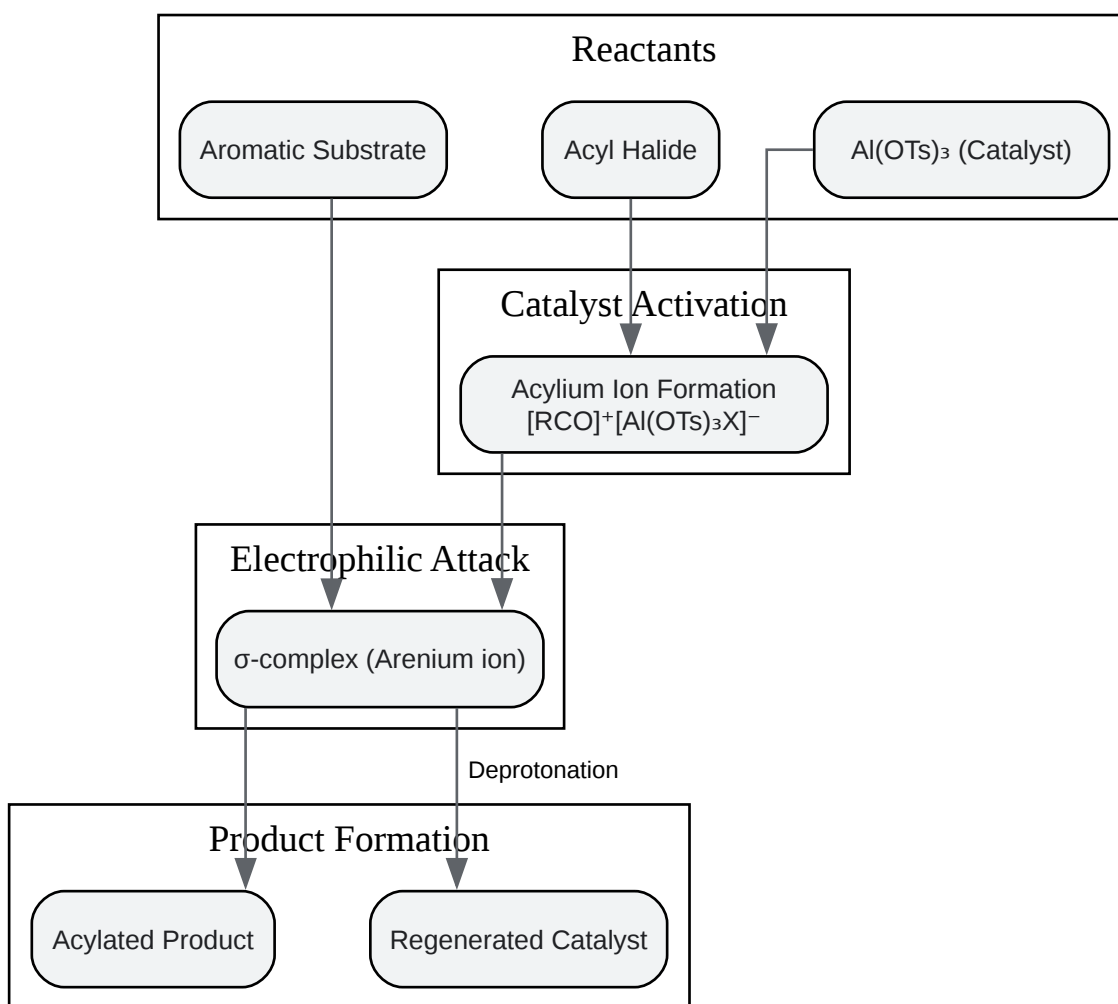 Reactants
Aromatic Substrate
Acyl Halide
Al(OTs)₃ (Catalyst)
Catalyst Activation
Acylium Ion Formation
[RCO]⁺[Al(OTs)₃X]⁻
Electrophilic Attack
σ-complex (Arenium ion)
Deprotonation
Product Formation
Acylated Product
Regenerated Catalyst